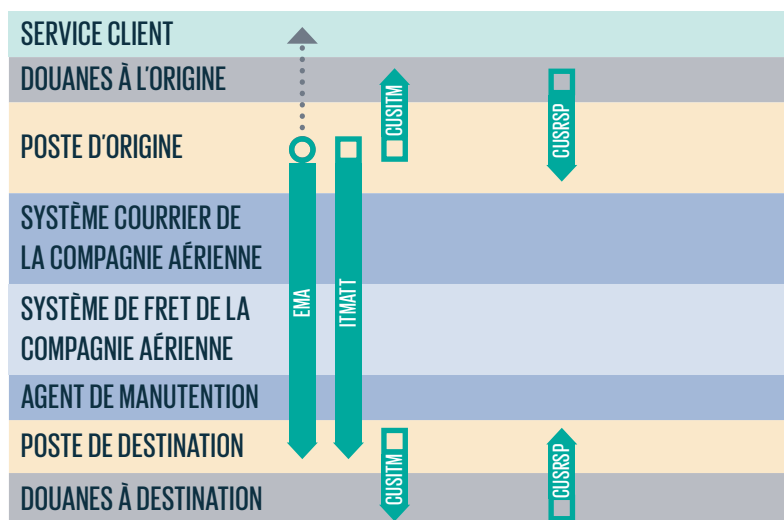 SERVICE CLIENT
DOUANES À L'ORIGINE
CUSITM
CUSRSP
POSTE D'ORIGINE
SYSTÈME COURRIER DE
LA COMPAGNIE AÉRIENNE
EMA
ITMATT
SYSTÈME DE FRET DE LA
COMPAGNIE AÉRIENNE
AGENT DE MANUTENTION
POSTE DE DESTINATION
CUSITM
CUSRSP
DOUANES À DESTINATION